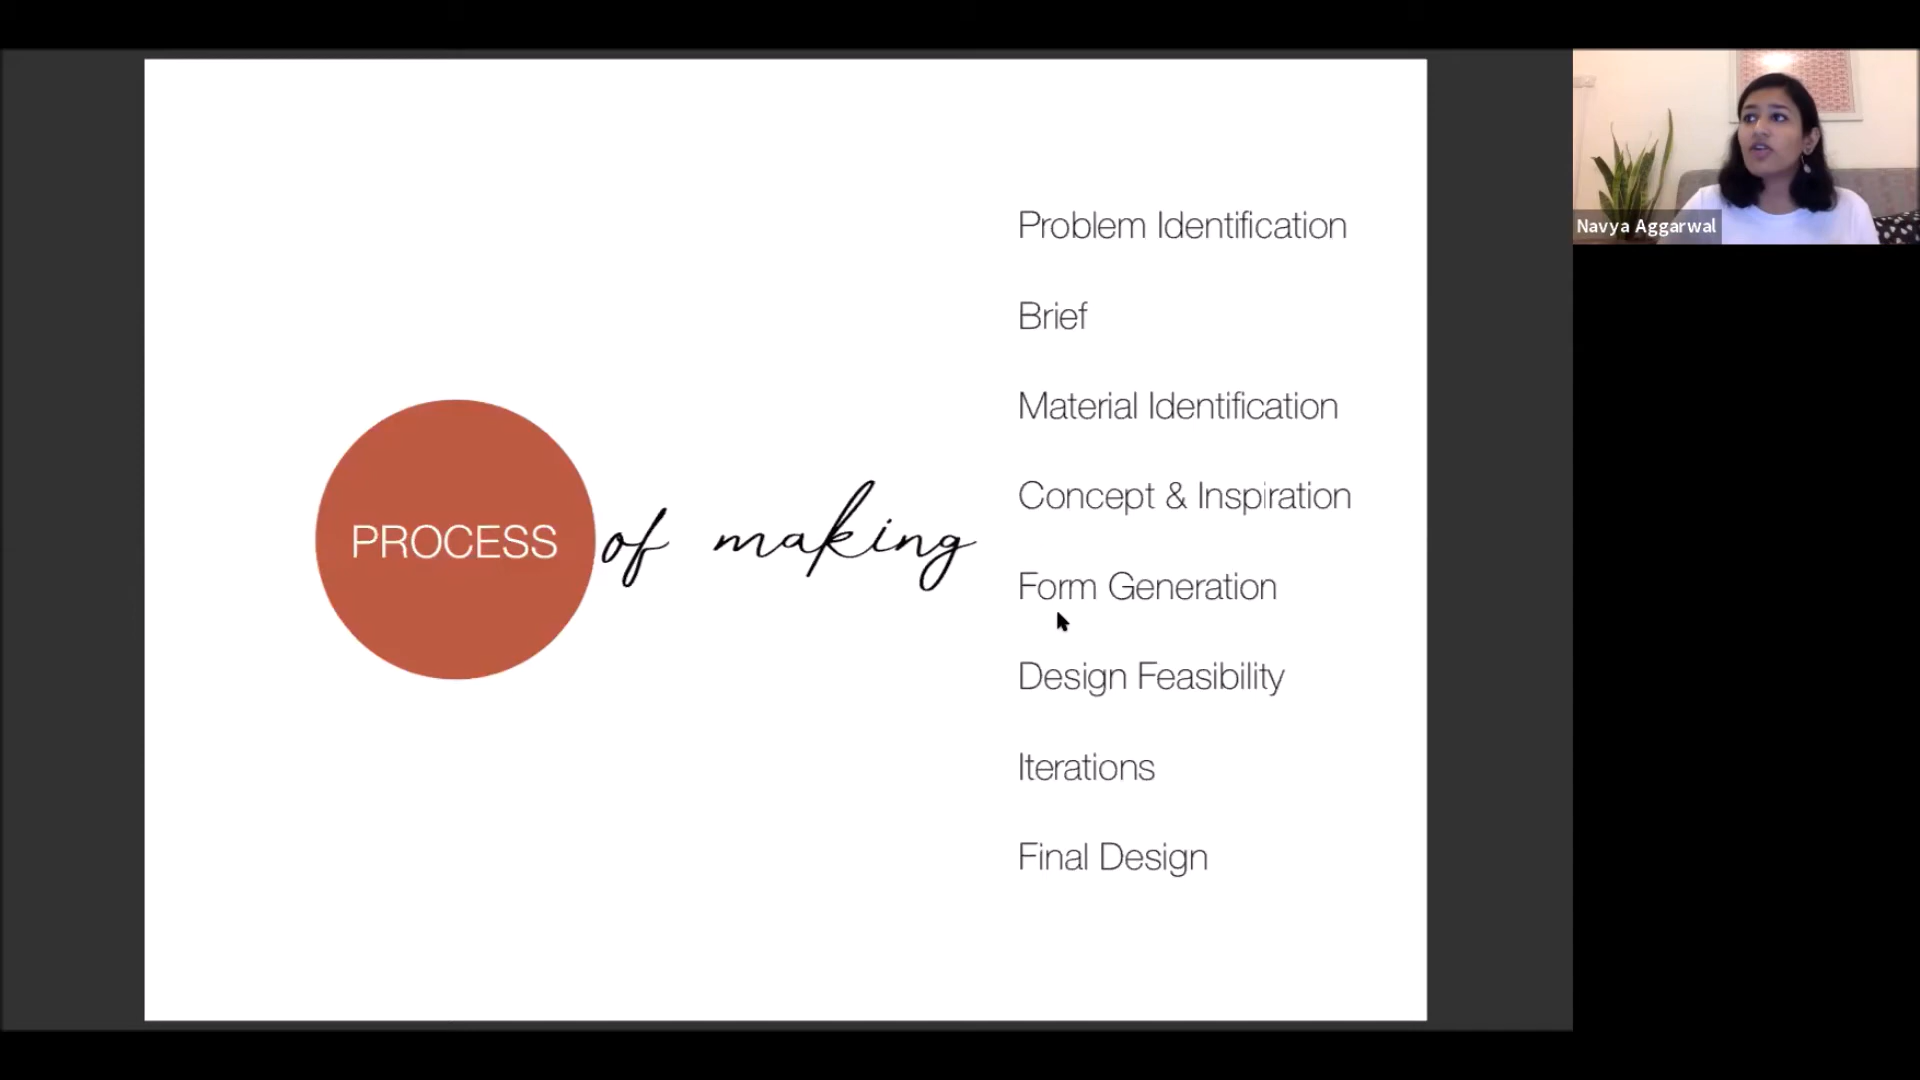 PROCESS of making
Problem Identification
Brief
Material Identification
Concept & Inspiration
Form Generation
Design Feasibility
Iterations
Final Design
Navya Aggarwal